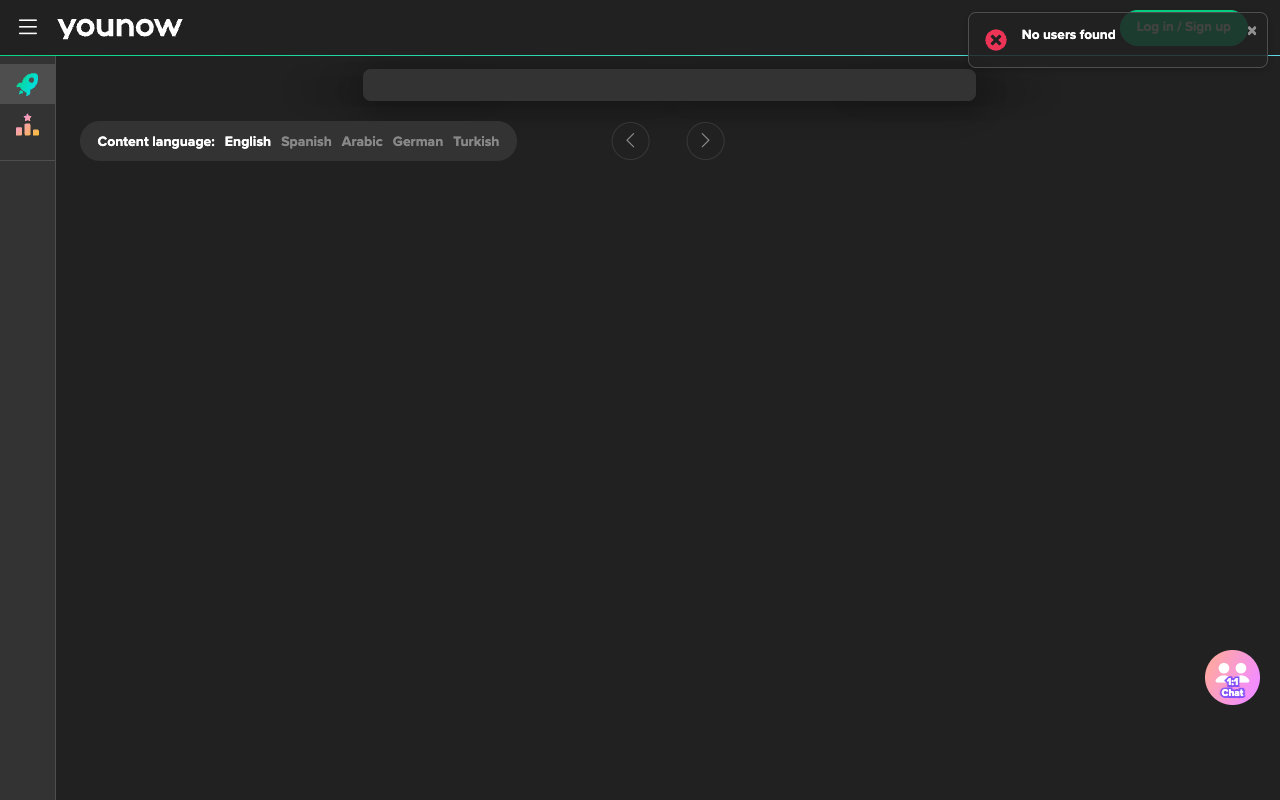 younow
No users found
Log in / Sign up
Content language: English Spanish Arabic German Turkish
1:1
Chat